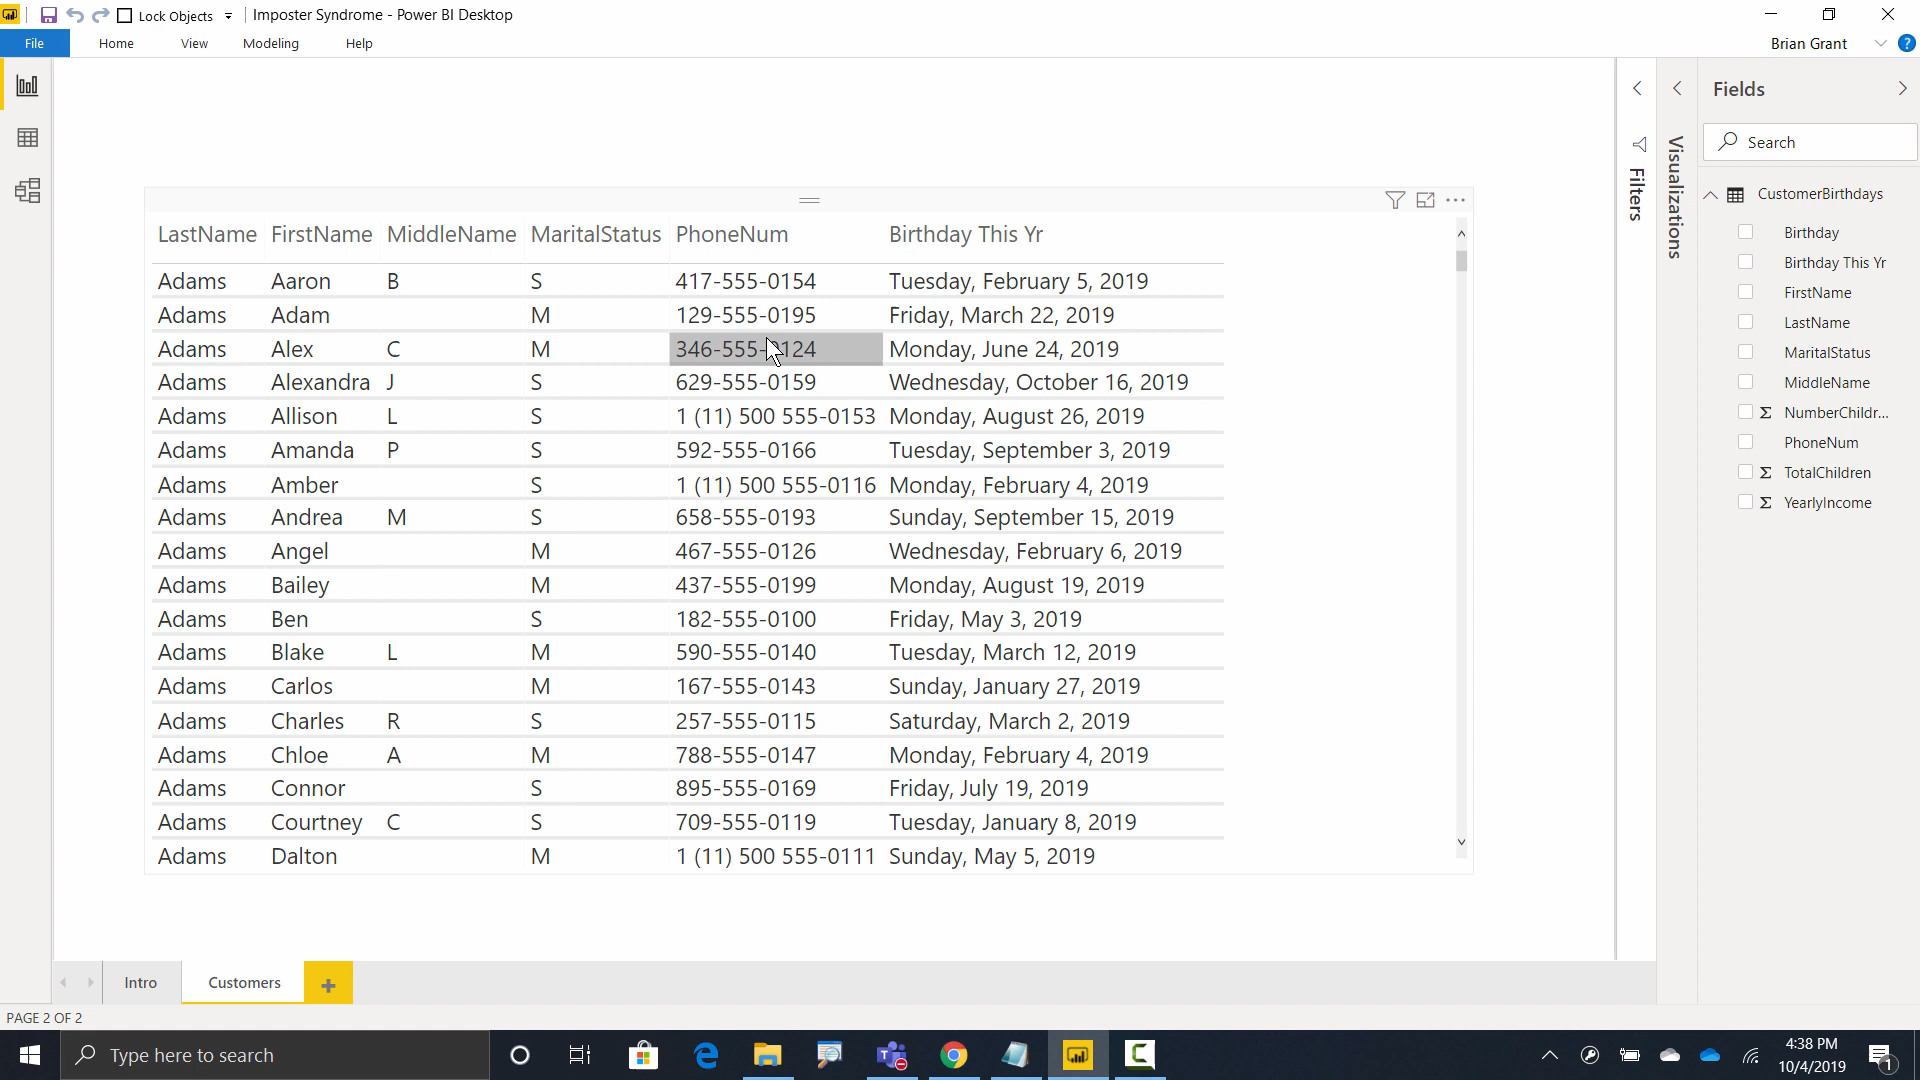 Lock Objects Imposter Syndrome - Power BI Desktop
File Home View Modeling Help Brian Grant ?
Filters
Visualizations
Fields
Search
CustomerBirthdays
Birthday
Birthday This Yr
FirstName
LastName
MaritalStatus
MiddleName
Σ NumberChildr...
PhoneNum
Σ TotalChildren
Σ YearlyIncome
LastName FirstName MiddleName MaritalStatus PhoneNum Birthday This Yr
Adams Aaron B S 417-555-0154 Tuesday, February 5, 2019
Adams Adam M 129-555-0195 Friday, March 22, 2019
Adams Alex C M 346-555-0124 Monday, June 24, 2019
Adams Alexandra J S 629-555-0159 Wednesday, October 16, 2019
Adams Allison L S 1 (11) 500 555-0153 Monday, August 26, 2019
Adams Amanda P S 592-555-0166 Tuesday, September 3, 2019
Adams Amber S 1 (11) 500 555-0116 Monday, February 4, 2019
Adams Andrea M S 658-555-0193 Sunday, September 15, 2019
Adams Angel M 467-555-0126 Wednesday, February 6, 2019
Adams Bailey M 437-555-0199 Monday, August 19, 2019
Adams Ben S 182-555-0100 Friday, May 3, 2019
Adams Blake L M 590-555-0140 Tuesday, March 12, 2019
Adams Carlos M 167-555-0143 Sunday, January 27, 2019
Adams Charles R S 257-555-0115 Saturday, March 2, 2019
Adams Chloe A M 788-555-0147 Monday, February 4, 2019
Adams Connor S 895-555-0169 Friday, July 19, 2019
Adams Courtney C S 709-555-0119 Tuesday, January 8, 2019
Adams Dalton M 1 (11) 500 555-0111 Sunday, May 5, 2019
Intro Customers +
PAGE 2 OF 2
Type here to search
4:38 PM
10/4/2019
1